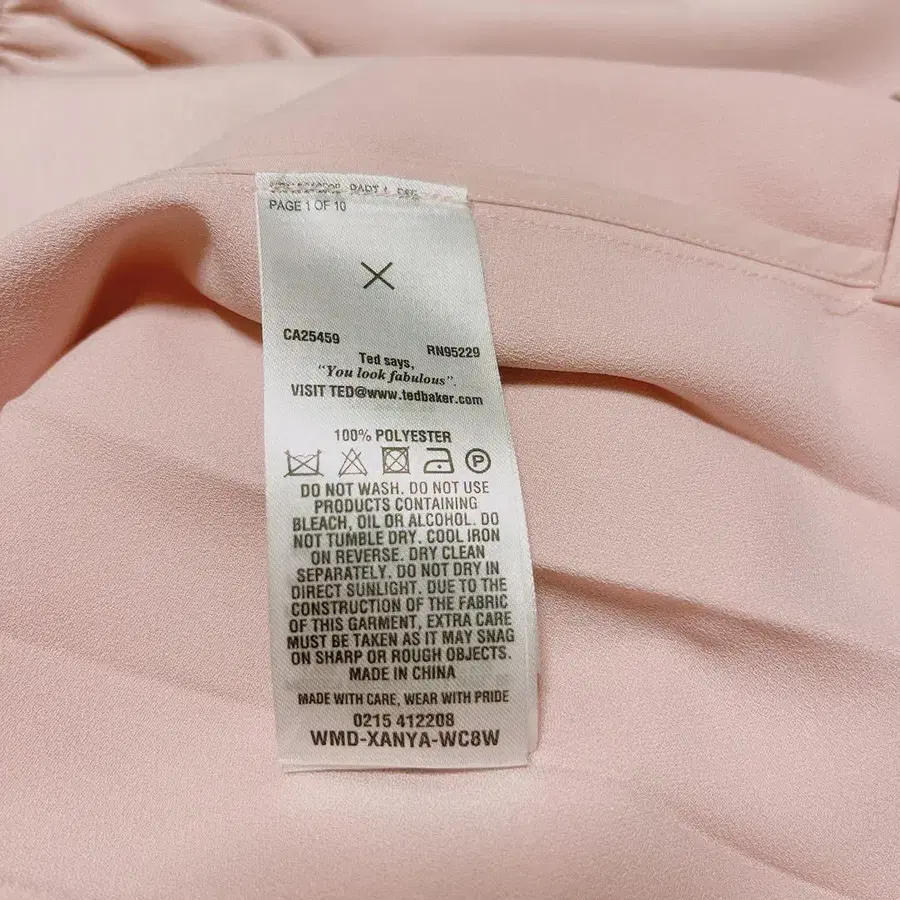 PART 1
PAGE 1 OF 10
CA25459
RN95229
Ted says,
"You look fabulous".
VISIT TED@www.tedbaker.com
100% POLYESTER
P
DO NOT WASH. DO NOT USE
PRODUCTS CONTAINING
BLEACH, OIL OR ALCOHOL. DO
NOT TUMBLE DRY. COOL IRON
ON REVERSE. DRY CLEAN
SEPARATELY. DO NOT DRY IN
DIRECT SUNLIGHT. DUE TO THE
CONSTRUCTION OF THE FABRIC
OF THIS GARMENT, EXTRA CARE
MUST BE TAKEN AS IT MAY SNAG
ON SHARP OR ROUGH OBJECTS.
MADE IN CHINA
MADE WITH CARE, WEAR WITH PRIDE
0215 412208
WMD-XANYA-WC8W